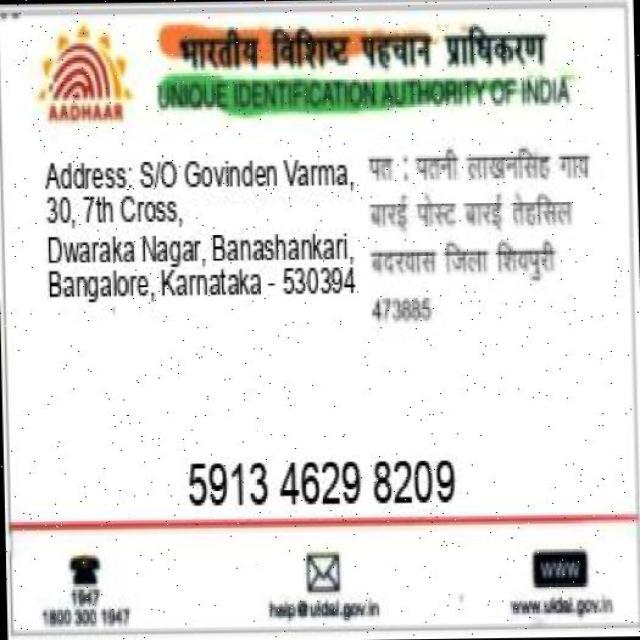 भारतीय विशिष्ट पहचान प्राधिकरण
AADHAAR
UNIQUE IDENTIFICATION AUTHORITY OF INDIA
Address: S/O Govinden Varma,
30, 7th Cross,
Dwaraka Nagar, Banashankari,
Bangalore, Karnataka - 530394
पत : पतनी लाखनसिंह गाव
बारई पोस्ट बारई तेहसिल
बदरवास जिला शिवपुरी
473885
5913 4629 8209
1947
1800 300 1947
help@uidai.gov.in
www
www.uidai.gov.in